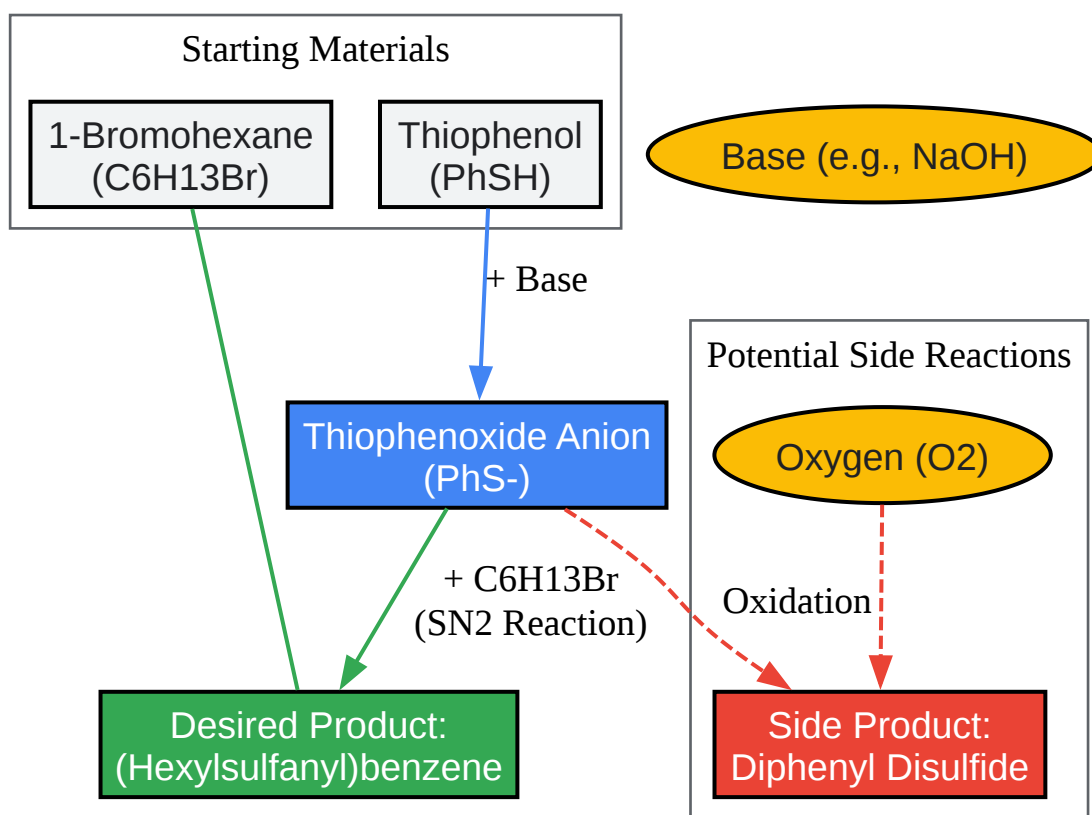 Starting Materials
1-Bromohexane
(C6H13Br)
Thiophenol
(PhSH)
Base (e.g., NaOH)
+ Base
Potential Side Reactions
Thiophenoxide Anion
(PhS-)
Oxygen (O2)
+ C6H13Br
(SN2 Reaction)
Oxidation
Desired Product:
(Hexylsulfanyl)benzene
Side Product:
Diphenyl Disulfide